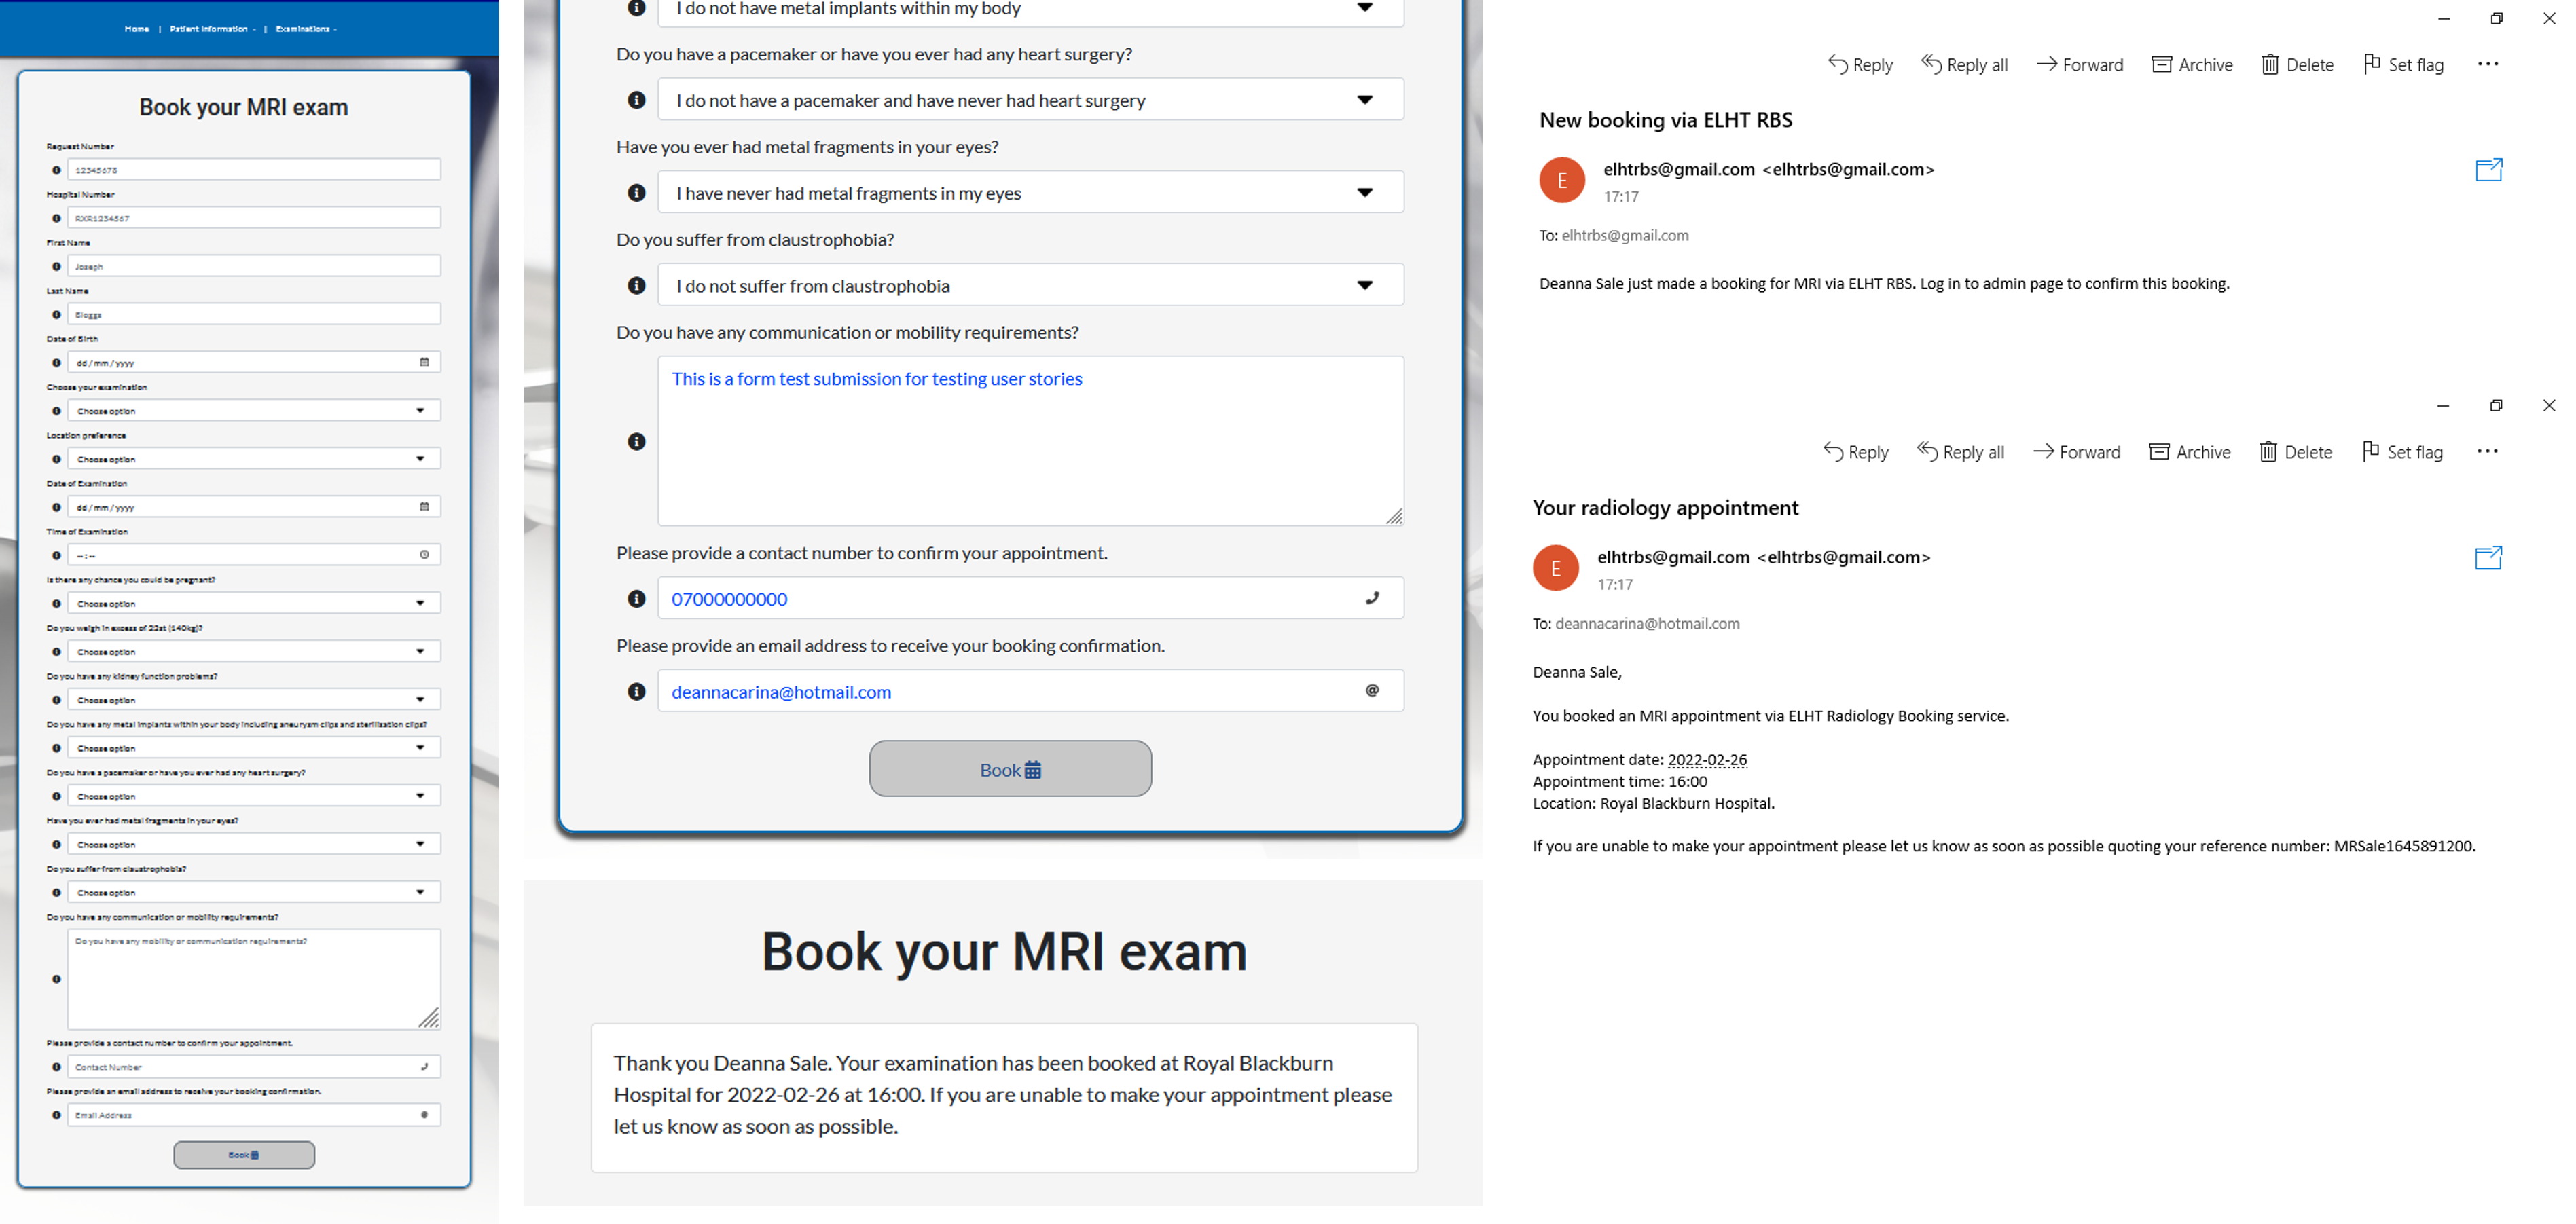 Home | Patient Information - | Examinations -
Book your MRI exam
Request Number
12345678
Hospital Number
RXR1234567
First Name
Joseph
Last Name
Bloggs
Date of Birth
dd/mm/yyyy
Choose your examination
Choose option
Location preference
Choose option
Date of Examination
dd/mm/yyyy
Time of Examination
--:--
Is there any chance you could be pregnant?
Choose option
Do you weigh in excess of 22st (140kg)?
Choose option
Do you have any kidney function problems?
Choose option
Do you have any metal implants within your body including aneurysm clips and sterilisation clips?
Choose option
Do you have a pacemaker or have you ever had any heart surgery?
Choose option
Have you ever had metal fragments in your eyes?
Choose option
Do you suffer from claustrophobia?
Choose option
Do you have any communication or mobility requirements?
Do you have any mobility or communication requirements?
Please provide a contact number to confirm your appointment.
Contact Number
Please provide an email address to receive your booking confirmation.
Email Address
Book
I do not have metal implants within my body
Do you have a pacemaker or have you ever had any heart surgery?
I do not have a pacemaker and have never had heart surgery
Have you ever had metal fragments in your eyes?
I have never had metal fragments in my eyes
Do you suffer from claustrophobia?
I do not suffer from claustrophobia
Do you have any communication or mobility requirements?
This is a form test submission for testing user stories
Please provide a contact number to confirm your appointment.
07000000000
Please provide an email address to receive your booking confirmation.
deannacarina@hotmail.com @
Book
Book your MRI exam
Thank you Deanna Sale. Your examination has been booked at Royal Blackburn
Hospital for 2022-02-26 at 16:00. If you are unable to make your appointment please
let us know as soon as possible.
Reply Reply all Forward Archive Delete Set flag ...
New booking via ELHT RBS
E
elhtrbs@gmail.com <elhtrbs@gmail.com>
17:17
To: elhtrbs@gmail.com
Deanna Sale just made a booking for MRI via ELHT RBS. Log in to admin page to confirm this booking.
Reply Reply all Forward Archive Delete Set flag ...
Your radiology appointment
E
elhtrbs@gmail.com <elhtrbs@gmail.com>
17:17
To: deannacarina@hotmail.com
Deanna Sale,
You booked an MRI appointment via ELHT Radiology Booking service.
Appointment date: 2022-02-26
Appointment time: 16:00
Location: Royal Blackburn Hospital.
If you are unable to make your appointment please let us know as soon as possible quoting your reference number: MRSale1645891200.